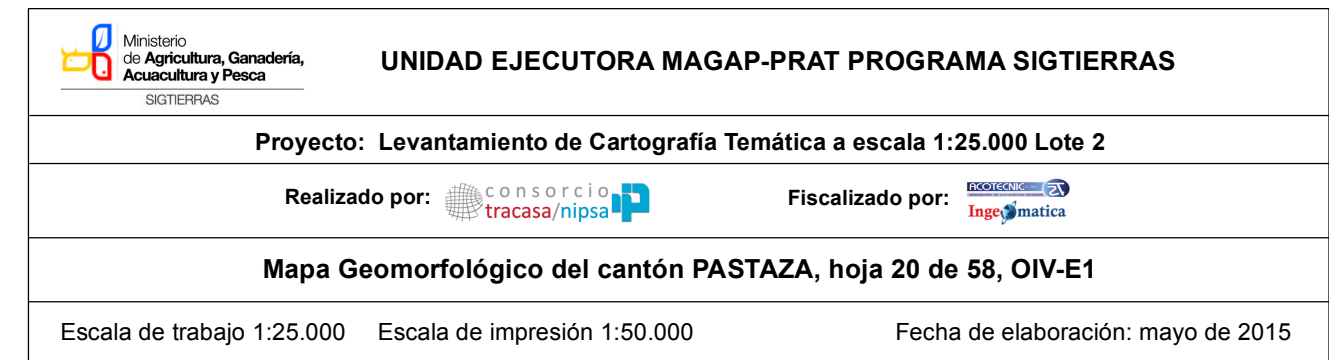 Ministerio
de Agricultura, Ganadería,
Acuacultura y Pesca
SIGTIERRAS
UNIDAD EJECUTORA MAGAP-PRAT PROGRAMA SIGTIERRAS
Proyecto: Levantamiento de Cartografía Temática a escala 1:25.000 Lote 2
Realizado por: consorcio tracasa/nipsa
Fiscalizado por: ACOTECNIC Ingeomatica
Mapa Geomorfológico del cantón PASTAZA, hoja 20 de 58, OIV-E1
Escala de trabajo 1:25.000 Escala de impresión 1:50.000 Fecha de elaboración: mayo de 2015